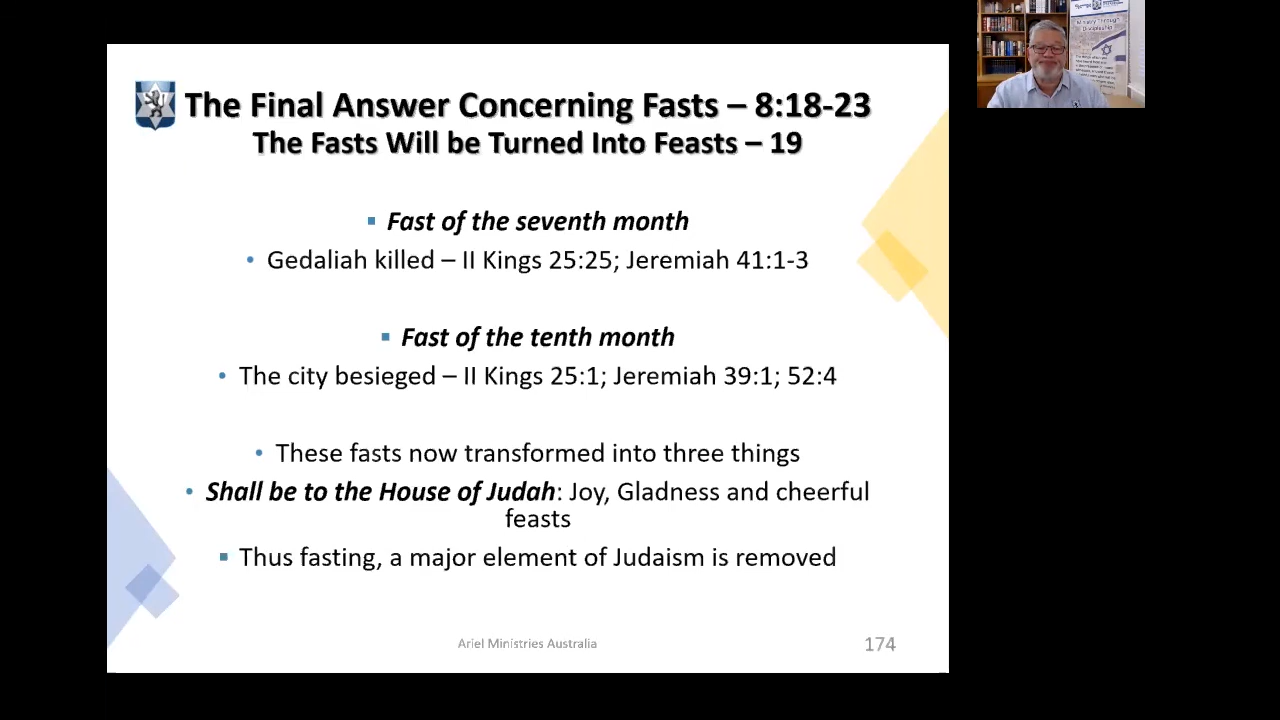 The Final Answer Concerning Fasts – 8:18-23
The Fasts Will be Turned Into Feasts – 19
▪ Fast of the seventh month
• Gedaliah killed – II Kings 25:25; Jeremiah 41:1-3
▪ Fast of the tenth month
• The city besieged – II Kings 25:1; Jeremiah 39:1; 52:4
• These fasts now transformed into three things
• Shall be to the House of Judah: Joy, Gladness and cheerful
feasts
▪ Thus fasting, a major element of Judaism is removed
Ariel Ministries Australia
174
Ministry Through
Discipleship